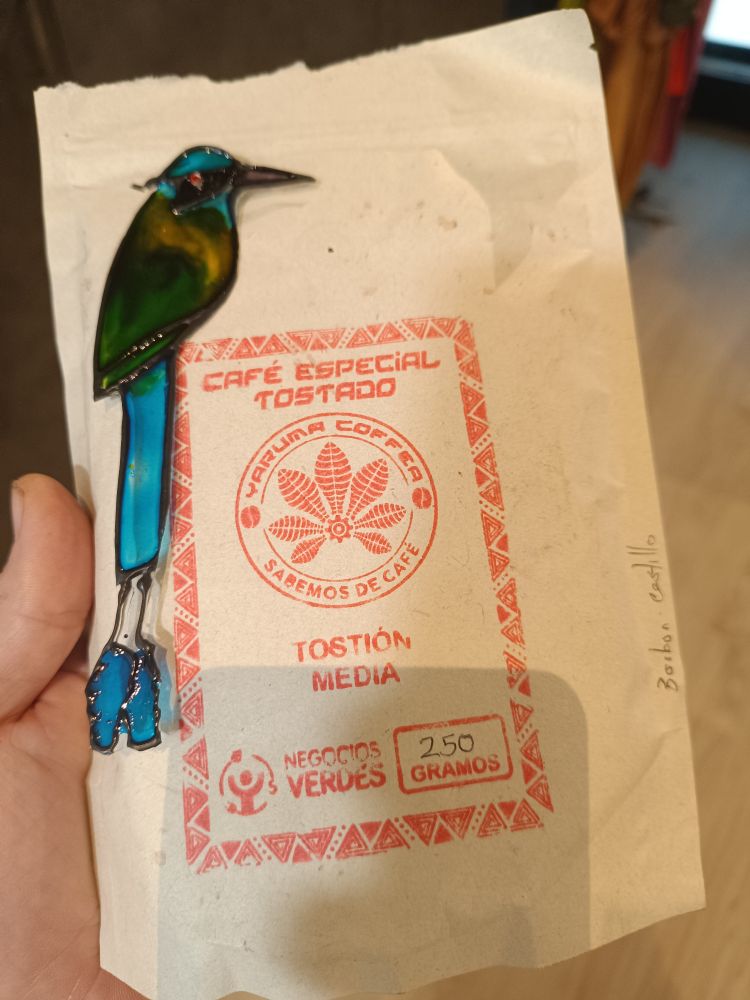 CAFÉ ESPECIAL
TOSTADO
YARUMA COFFEA
SABEMOS DE CAFÉ
TOSTIÓN
MEDIA
NEGOCIOS
VERDES
250
GRAMOS
Borbon. Castillo